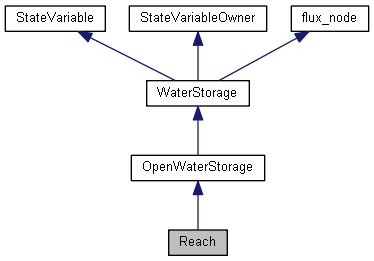 StateVariable StateVariableOwner flux_node
WaterStorage
OpenWaterStorage
Reach